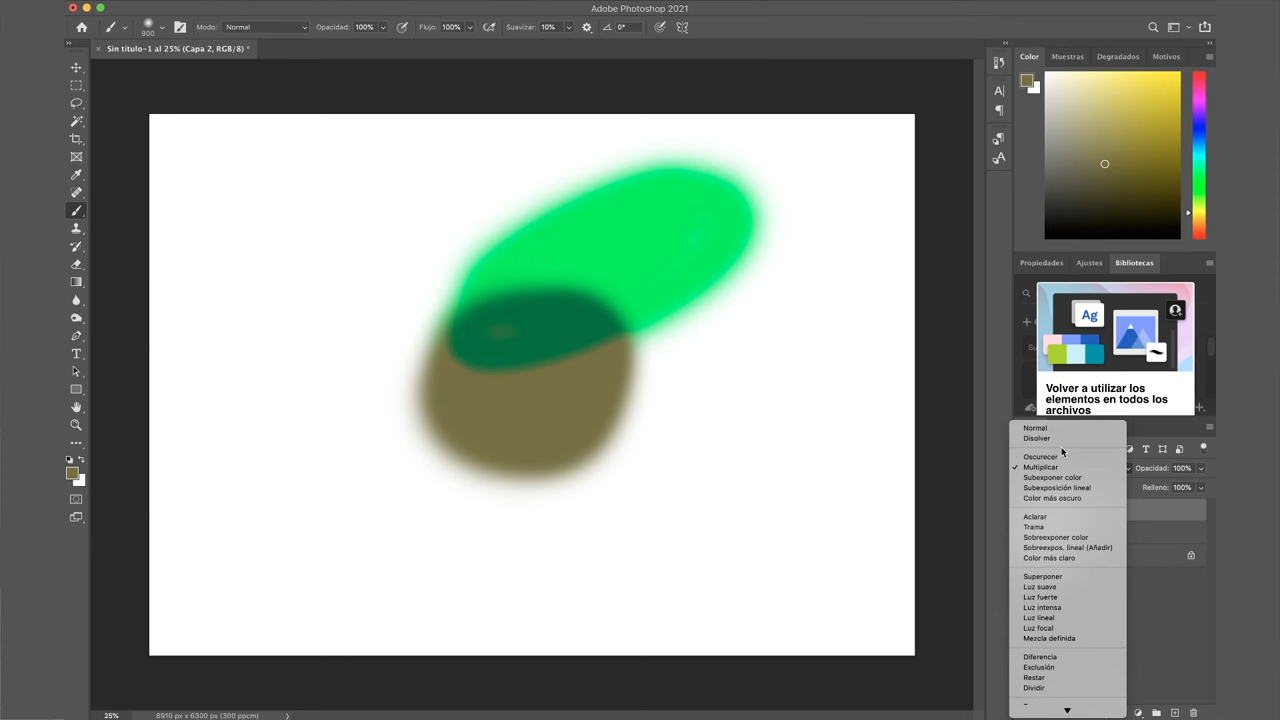 Adobe Photoshop 2021
900
Modo:
Normal
Opacidad:
100%
Flujo:
100%
Suavizar:
10%
0°
Sin título-1 al 25% (Capa 2, RGB/8) *
Color
Muestras
Degradados
Motivos
Propiedades
Ajustes
Bibliotecas
Ag
Volver a utilizar los
elementos en todos los
archivos
Normal
Disolver
Oscurecer
Multiplicar
Subexponer color
Subexposición lineal
Color más oscuro
Aclarar
Trama
Sobreexponer color
Sobreexpos. lineal (Añadir)
Color más claro
Superponer
Luz suave
Luz fuerte
Luz intensa
Luz lineal
Luz focal
Mezcla definida
Diferencia
Exclusión
Restar
Dividir
Opacidad: 100%
Relleno: 100%
25%
8910 px x 6300 px (300 ppcm)